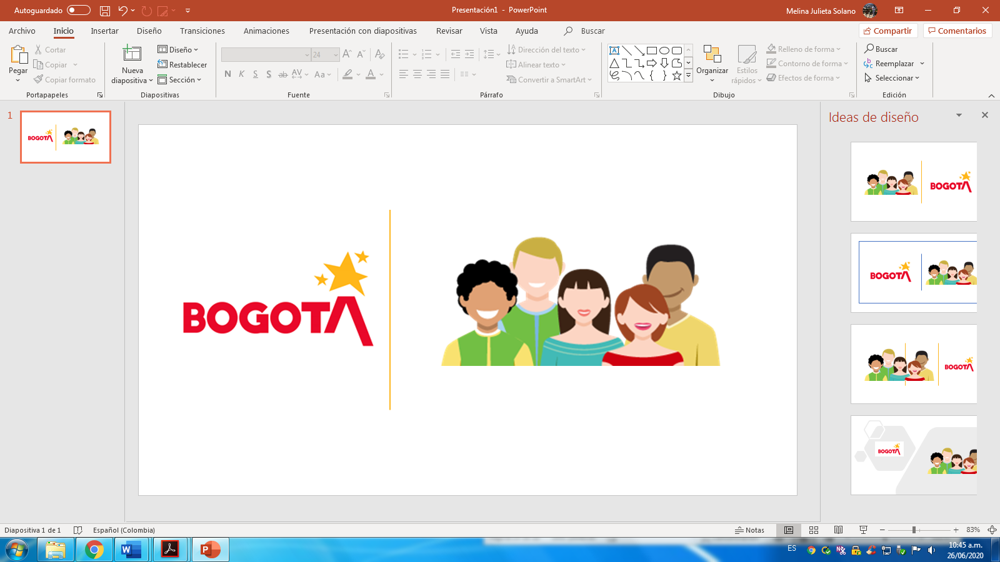 Autoguardado
Presentación1 - PowerPoint
Melina Julieta Solano
Archivo Inicio Insertar Diseño Transiciones Animaciones Presentación con diapositivas Revisar Vista Ayuda Buscar
Compartir Comentarios
Pegar
Cortar
Copiar
Copiar formato
Portapapeles
Nueva
diapositiva
Diseño
Restablecer
Sección
Diapositivas
24
N K S S ab AV Aa A
Fuente
Dirección del texto
Alinear texto
Convertir a SmartArt
Párrafo
Organizar
Estilos
rápidos
Relleno de forma
Contorno de forma
Efectos de forma
Dibujo
Buscar
Reemplazar
Seleccionar
Edición
1
BOGOTA
BOGOTA
Ideas de diseño
BOGOTA
BOGOTA
BOGOTA
BOGOTA
Diapositiva 1 de 1
Español (Colombia)
Notas
83%
ES
10:45 a.m.
26/06/2020